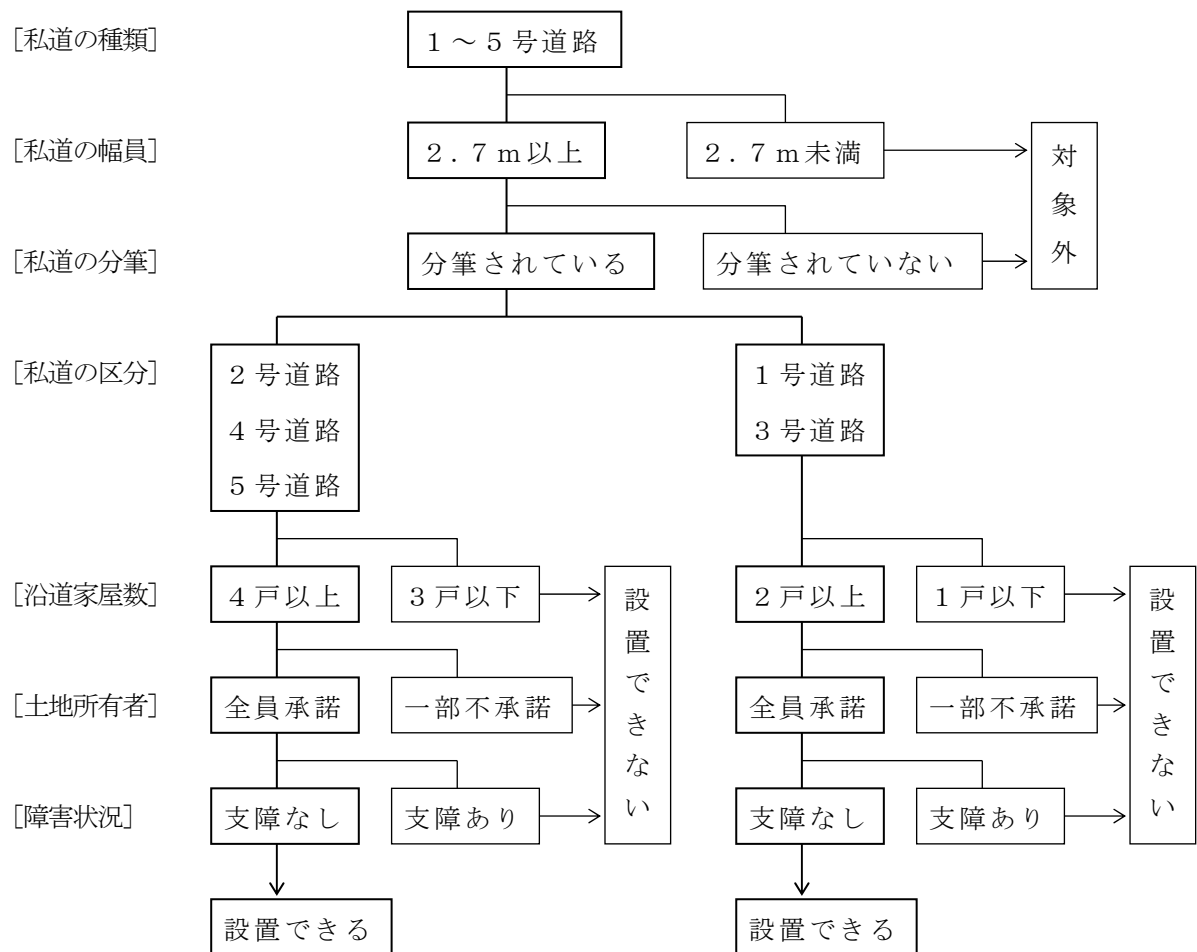 ［私道の種類］ １～５号道路
［私道の幅員］ ２.７ｍ以上 ２.７ｍ未満
対象外
［私道の分筆］ 分筆されている 分筆されていない
［私道の区分］ ２号道路 １号道路
４号道路 ３号道路
５号道路
［沿道家屋数］ ４戸以上 ３戸以下 ２戸以上 １戸以下
設置できない 設置できない
［土地所有者］ 全員承諾 一部不承諾 全員承諾 一部不承諾
［障害状況］ 支障なし 支障あり 支障なし 支障あり
設置できる 設置できる